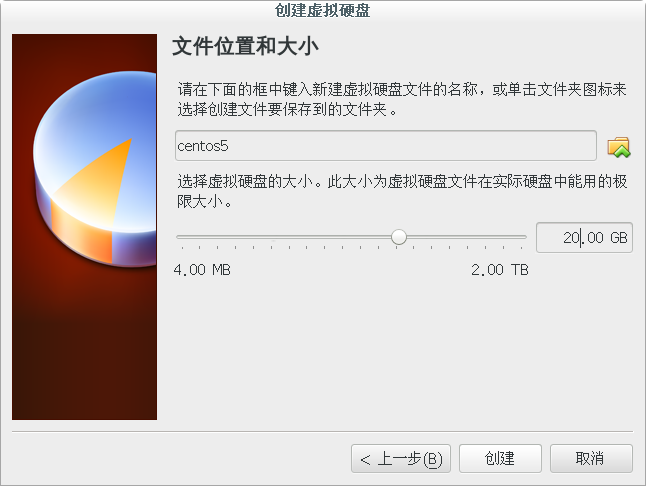 创建虚拟硬盘
文件位置和大小
请在下面的框中键入新建虚拟硬盘文件的名称，或单击文件夹图标来
选择创建文件要保存到的文件夹。
centos5
选择虚拟硬盘的大小。此大小为虚拟硬盘文件在实际硬盘中能用的极
限大小。
20.00 GB
4.00 MB 2.00 TB
< 上一步(B) 创建 取消